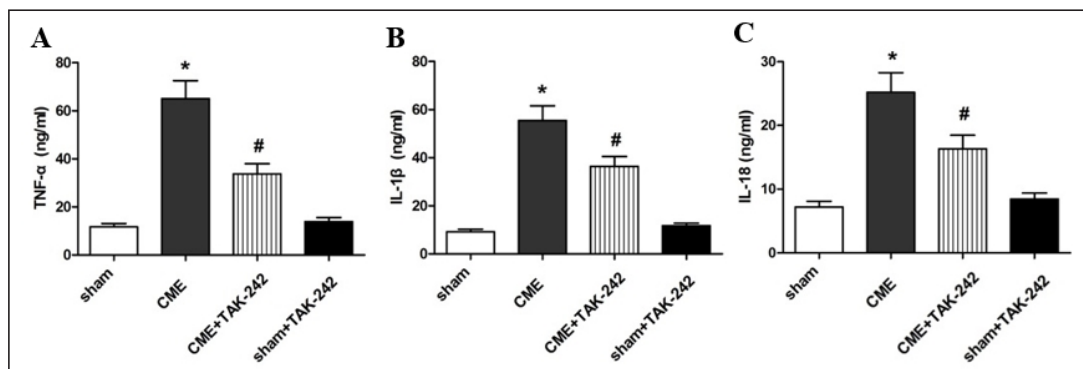 A
TNF-α (ng/ml)
80
60
40
20
0
*
#
sham
CME
CME+TAK-242
sham+TAK-242
B
IL-1β (ng/ml)
80
60
40
20
0
*
#
sham
CME
CME+TAK-242
sham+TAK-242
C
IL-18 (ng/ml)
30
20
10
0
*
#
sham
CME
CME+TAK-242
sham+TAK-242